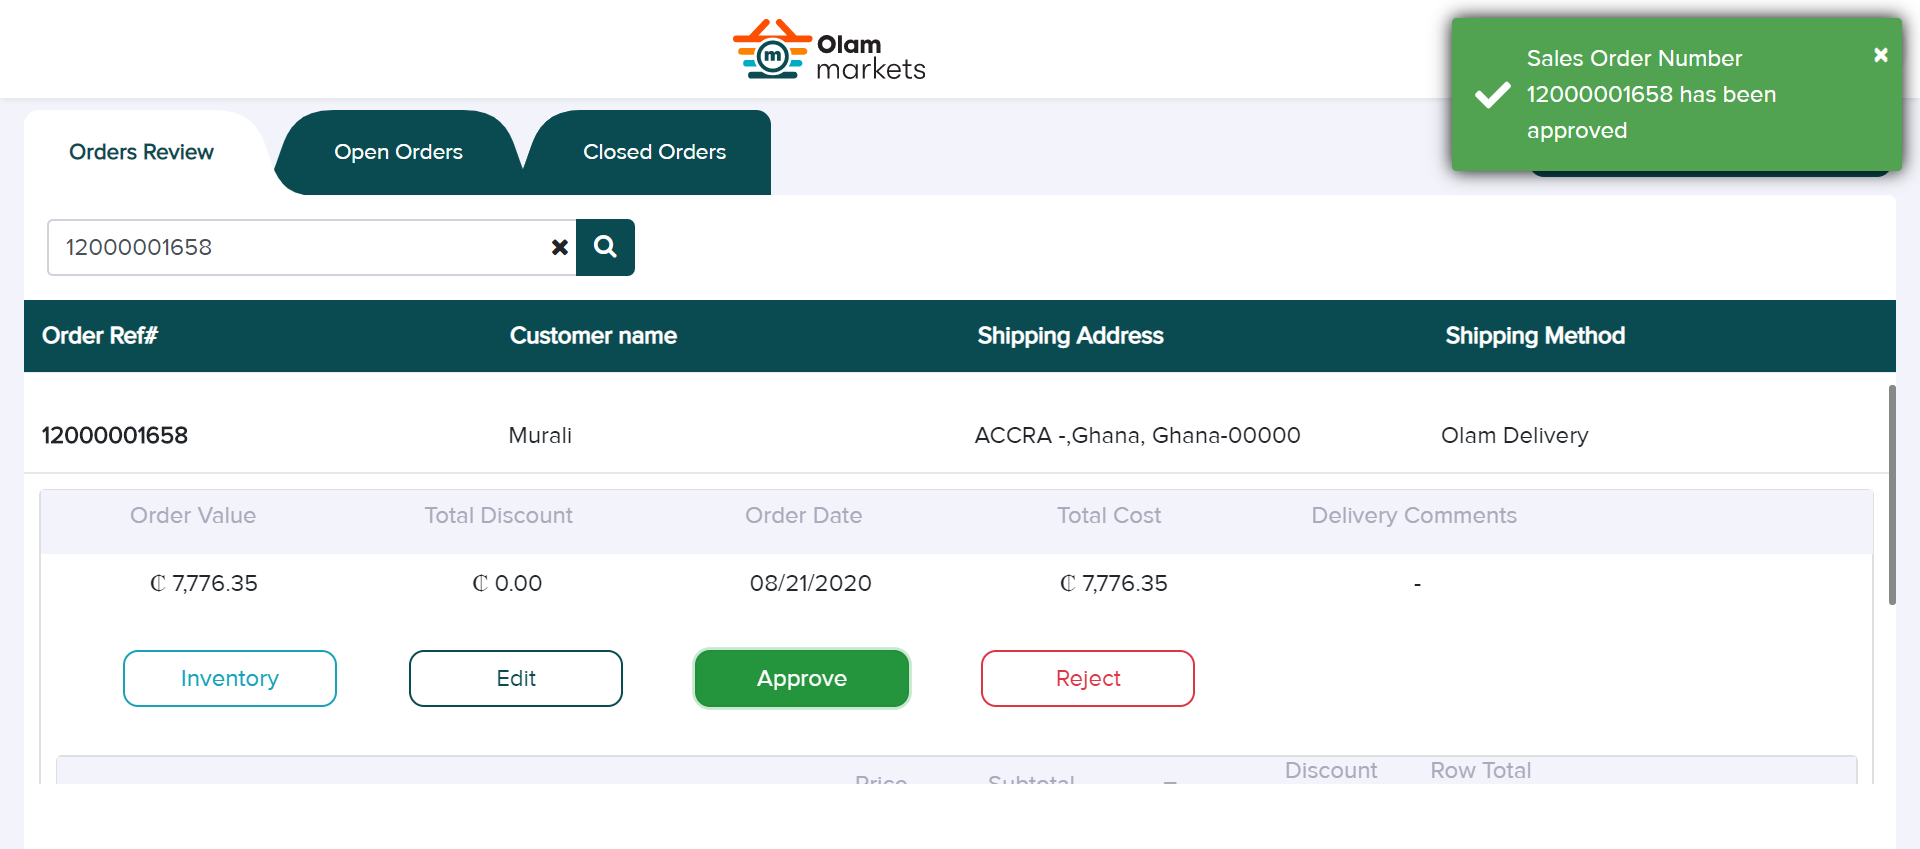 m
Olam
markets
Sales Order Number
12000001658 has been
approved
Orders Review
Open Orders
Closed Orders
12000001658
Order Ref#
Customer name
Shipping Address
Shipping Method
12000001658
Murali
ACCRA -,Ghana, Ghana-00000
Olam Delivery
Order Value
Total Discount
Order Date
Total Cost
Delivery Comments
₵ 7,776.35
₵ 0.00
08/21/2020
₵ 7,776.35
-
Inventory
Edit
Approve
Reject
Price
Subtotal
Discount
Row Total